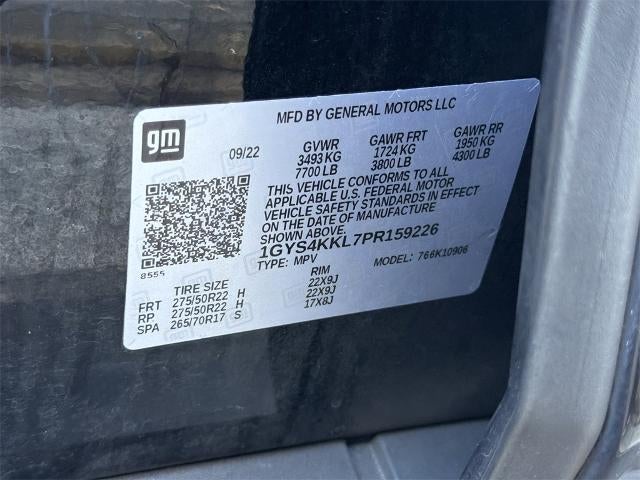 MFD BY GENERAL MOTORS LLC
gm
09/22
GVWR GAWR FRT GAWR RR
3493 KG 1724 KG 1950 KG
7700 LB 3800 LB 4300 LB
THIS VEHICLE CONFORMS TO ALL
APPLICABLE U.S. FEDERAL MOTOR
VEHICLE SAFETY STANDARDS IN EFFECT
ON THE DATE OF MANUFACTURE
SHOWN ABOVE.
1GYS4KKL7PR159226
TYPE: MPV MODEL: 766K10906
8555
TIRE SIZE RIM
FRT 275/50R22 H 22X9J
RP 275/50R22 H 22X9J
SPA 265/70R17 S 17X8J